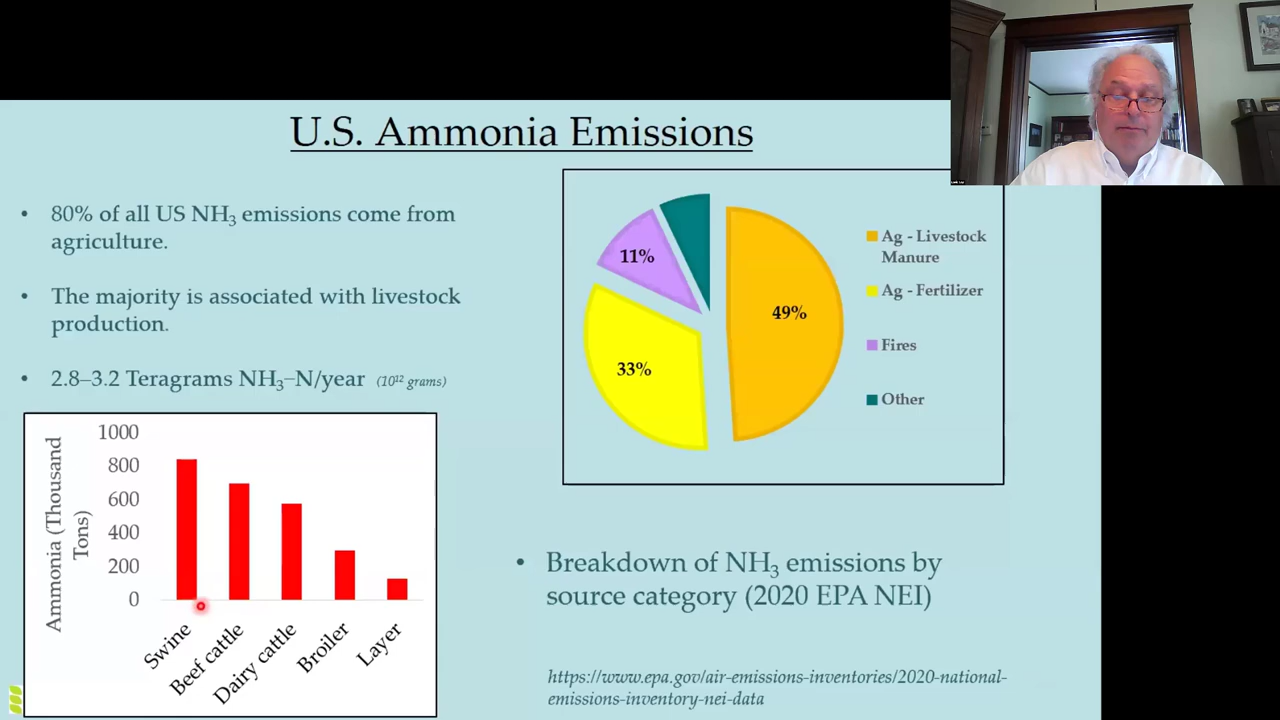 U.S. Ammonia Emissions
• 80% of all US NH₃ emissions come from
agriculture.
• The majority is associated with livestock
production.
• 2.8–3.2 Teragrams NH₃–N/year (10¹² grams)
1000
800
600
400
200
0
Ammonia (Thousand
Tons)
Swine
Beef cattle
Dairy cattle
Broiler
Layer
11%
49%
33%
Ag - Livestock
Manure
Ag - Fertilizer
Fires
Other
• Breakdown of NH₃ emissions by
source category (2020 EPA NEI)
https://www.epa.gov/air-emissions-inventories/2020-national-
emissions-inventory-nei-data